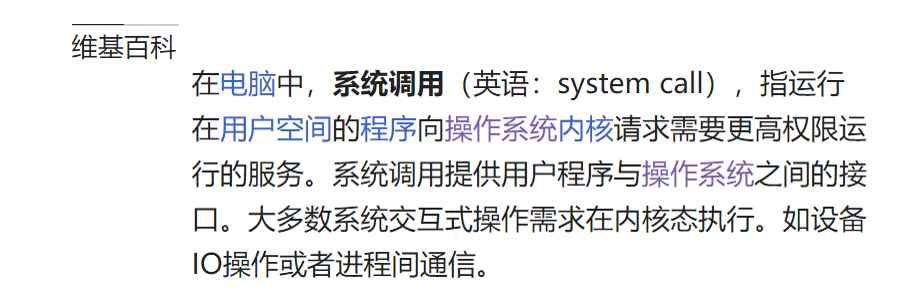 维基百科
在电脑中，系统调用（英语：system call），指运行
在用户空间的程序向操作系统内核请求需要更高权限运
行的服务。系统调用提供用户程序与操作系统之间的接
口。大多数系统交互式操作需求在内核态执行。如设备
IO操作或者进程间通信。